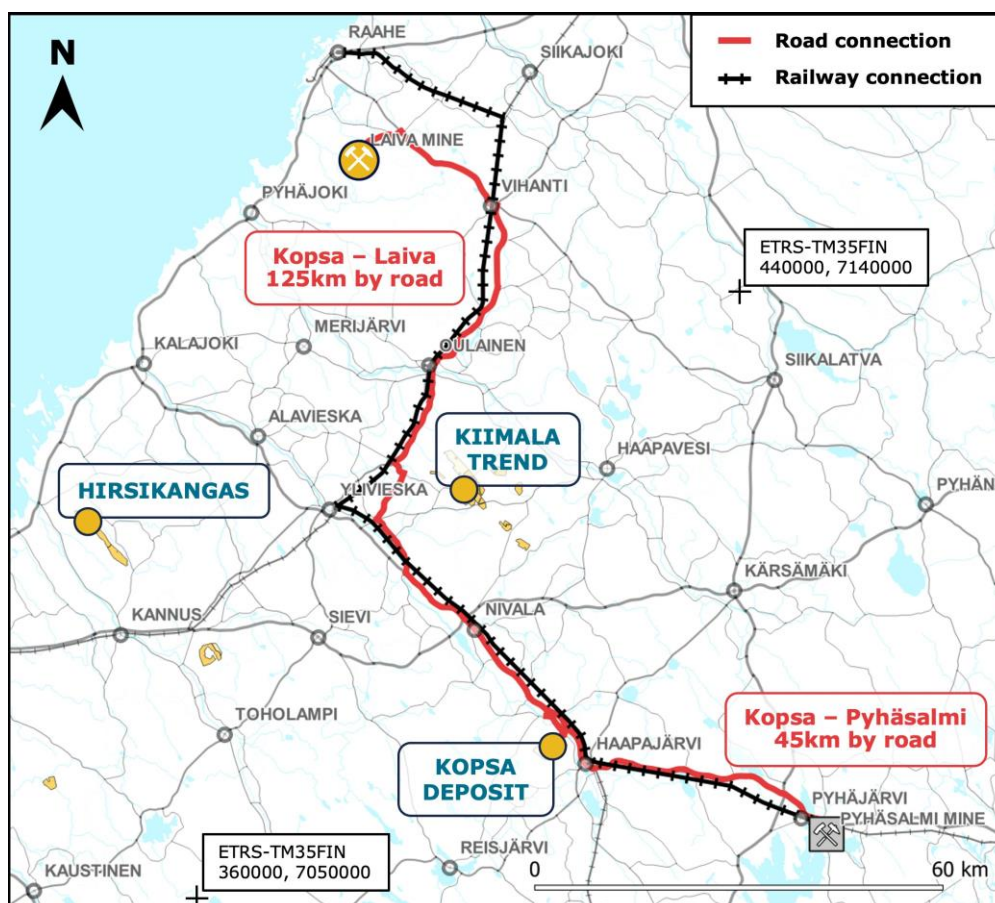 RAAHE
N
SIIKAJOKI
Road connection
Railway connection
LAIVA MINE
PYHÄJOKI
VIHANTI
Kopsa – Laiva
125km by road
ETRS-TM35FIN
440000, 7140000
MERIJÄRVI
KALAJOKI
OULAINEN
SIIKALATVA
ALAVIESKA
KIIMALA
TREND
HAAPAVESI
HIRSIKANGAS
YLIVIESKA
PYHÄN
KÄRSÄMÄKI
KANNUS
SIEVI
NIVALA
TOHOLAMPI
Kopsa – Pyhäsalmi
45km by road
HAAPAJÄRVI
KOPSA
DEPOSIT
PYHÄJÄRVI
PYHÄSALMI MINE
ETRS-TM35FIN
360000, 7050000
REISJÄRVI
KAUSTINEN
0
60 km